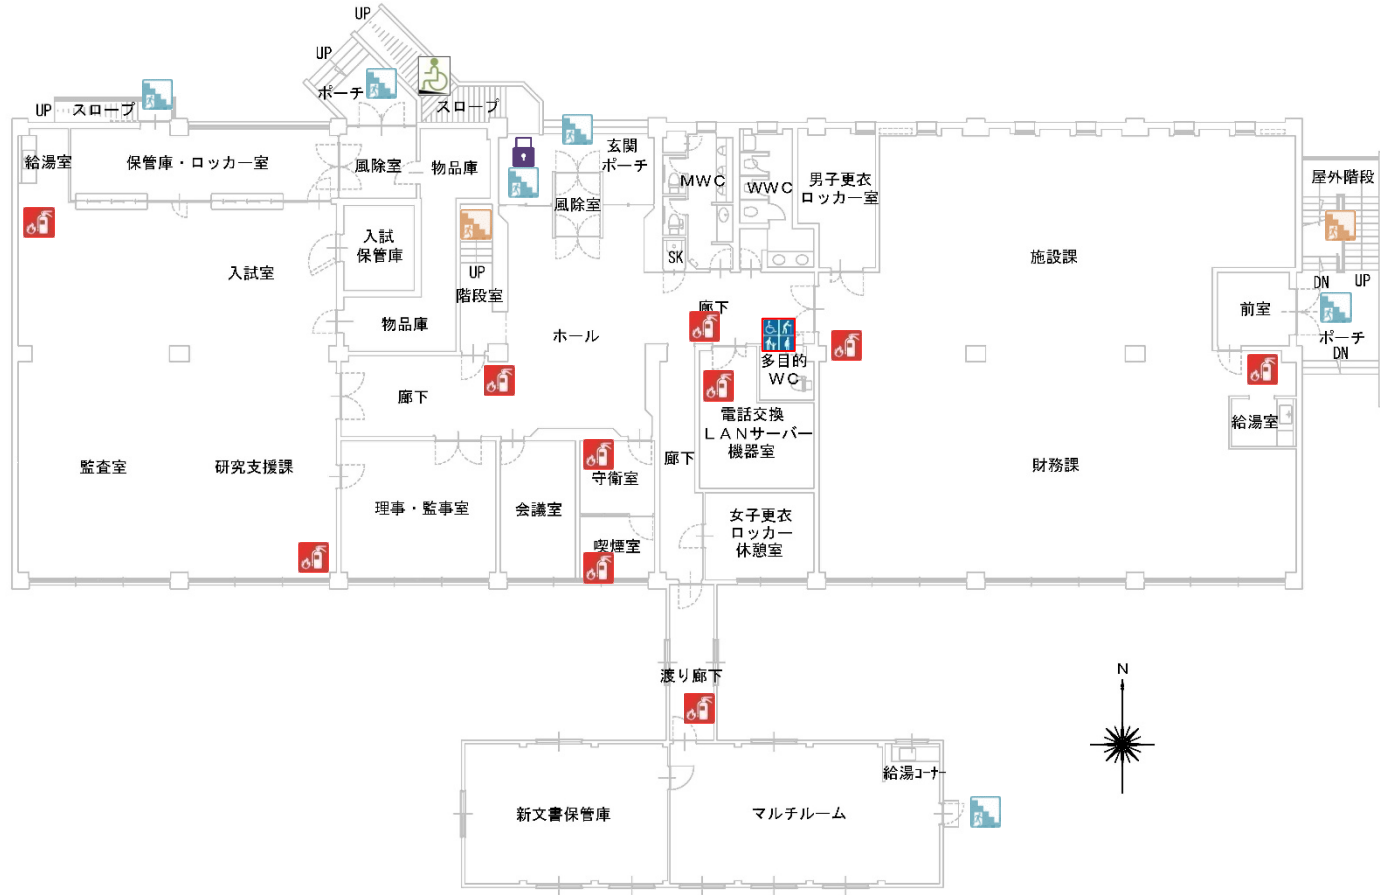 UP
UP
ポーチ
UP
スロープ
スロープ
給湯室
保管庫・ロッカー室
風除室
物品庫
玄関
ポーチ
MWC
WWC
男子更衣
ロッカー室
屋外階段
風除室
入試
保管庫
入試室
SK
施設課
UP
階段室
DN
UP
物品庫
廊下
前室
ホール
ポーチ
DN
多目的
WC
廊下
電話交換
LANサーバー
機器室
給湯室
監査室
研究支援課
守衛室
廊下
財務課
理事・監事室
会議室
女子更衣
ロッカー
休憩室
喫煙室
渡り廊下
N
給湯コーナー
新文書保管庫
マルチルーム